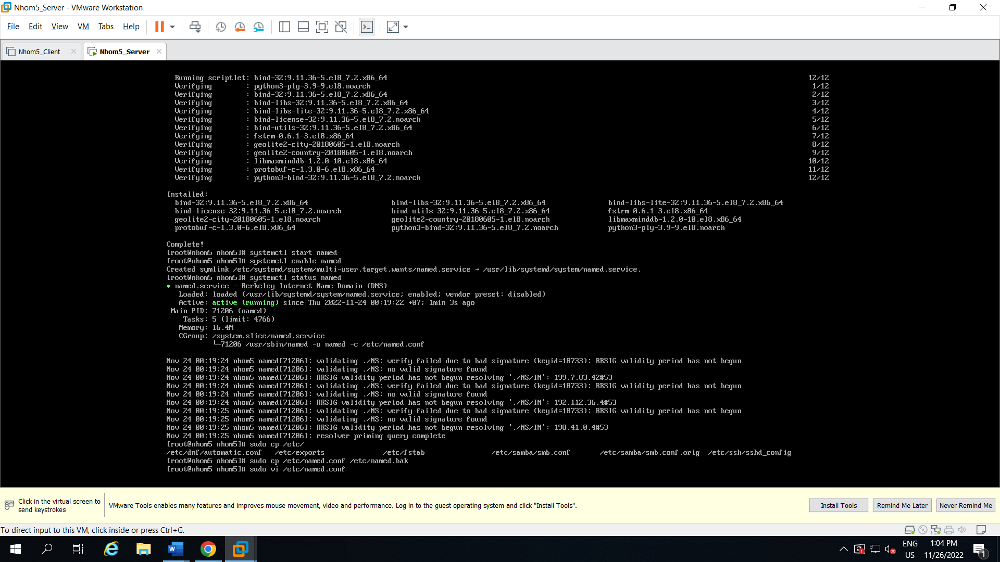 Nhom5_Server - VMware Workstation
File Edit View VM Tabs Help
Nhom5_Client Nhom5_Server
Running scriptlet: bind-32:9.11.36-5.el8_7.2.x86_64 12/12
Verifying : python3-ply-3.9-9.el8.noarch 1/12
Verifying : bind-32:9.11.36-5.el8_7.2.x86_64 2/12
Verifying : bind-libs-32:9.11.36-5.el8_7.2.x86_64 3/12
Verifying : bind-libs-lite-32:9.11.36-5.el8_7.2.x86_64 4/12
Verifying : bind-license-32:9.11.36-5.el8_7.2.noarch 5/12
Verifying : bind-utils-32:9.11.36-5.el8_7.2.x86_64 6/12
Verifying : fstrm-0.6.1-3.el8.x86_64 7/12
Verifying : geolite2-city-20180605-1.el8.noarch 8/12
Verifying : geolite2-country-20180605-1.el8.noarch 9/12
Verifying : libmaxminddb-1.2.0-10.el8.x86_64 10/12
Verifying : protobuf-c-1.3.0-6.el8.x86_64 11/12
Verifying : python3-bind-32:9.11.36-5.el8_7.2.noarch 12/12
Installed:
bind-32:9.11.36-5.el8_7.2.x86_64 bind-libs-32:9.11.36-5.el8_7.2.x86_64 bind-libs-lite-32:9.11.36-5.el8_7.2.x86_64
bind-license-32:9.11.36-5.el8_7.2.noarch bind-utils-32:9.11.36-5.el8_7.2.x86_64 fstrm-0.6.1-3.el8.x86_64
geolite2-city-20180605-1.el8.noarch geolite2-country-20180605-1.el8.noarch libmaxminddb-1.2.0-10.el8.x86_64
protobuf-c-1.3.0-6.el8.x86_64 python3-bind-32:9.11.36-5.el8_7.2.noarch python3-ply-3.9-9.el8.noarch
Complete!
[root@nhom5 nhom5]# systemctl start named
[root@nhom5 nhom5]# systemctl enable named
Created symlink /etc/systemd/system/multi-user.target.wants/named.service → /usr/lib/systemd/system/named.service.
[root@nhom5 nhom5]# systemctl status named
● named.service - Berkeley Internet Name Domain (DNS)
Loaded: loaded (/usr/lib/systemd/system/named.service; enabled; vendor preset: disabled)
Active: active (running) since Thu 2022-11-24 00:19:22 +07; 1min 3s ago
Main PID: 71206 (named)
Tasks: 5 (limit: 4766)
Memory: 16.4M
CGroup: /system.slice/named.service
└─71206 /usr/sbin/named -u named -c /etc/named.conf
Nov 24 00:19:24 nhom5 named[71206]: validating ./NS: verify failed due to bad signature (keyid=18733): RRSIG validity period has not begun
Nov 24 00:19:24 nhom5 named[71206]: validating ./NS: no valid signature found
Nov 24 00:19:24 nhom5 named[71206]: RRSIG validity period has not begun resolving './NS/IN': 199.7.83.42#53
Nov 24 00:19:24 nhom5 named[71206]: validating ./NS: verify failed due to bad signature (keyid=18733): RRSIG validity period has not begun
Nov 24 00:19:24 nhom5 named[71206]: validating ./NS: no valid signature found
Nov 24 00:19:24 nhom5 named[71206]: RRSIG validity period has not begun resolving './NS/IN': 192.112.36.4#53
Nov 24 00:19:25 nhom5 named[71206]: validating ./NS: verify failed due to bad signature (keyid=18733): RRSIG validity period has not begun
Nov 24 00:19:25 nhom5 named[71206]: validating ./NS: no valid signature found
Nov 24 00:19:25 nhom5 named[71206]: RRSIG validity period has not begun resolving './NS/IN': 198.41.0.4#53
Nov 24 00:19:25 nhom5 named[71206]: resolver priming query complete
[root@nhom5 nhom5]# sudo cp /etc/
/etc/dnf/automatic.conf /etc/exports /etc/fstab /etc/samba/smb.conf /etc/samba/smb.conf.orig /etc/ssh/sshd_config
[root@nhom5 nhom5]# sudo cp /etc/named.conf /etc/named.bak
[root@nhom5 nhom5]# sudo vi /etc/named.conf
Click in the virtual screen to
send keystrokes
VMware Tools enables many features and improves mouse movement, video and performance. Log in to the guest operating system and click "Install Tools".
Install Tools Remind Me Later Never Remind Me
To direct input to this VM, click inside or press Ctrl+G.
ENG
US
1:04 PM
11/26/2022
1